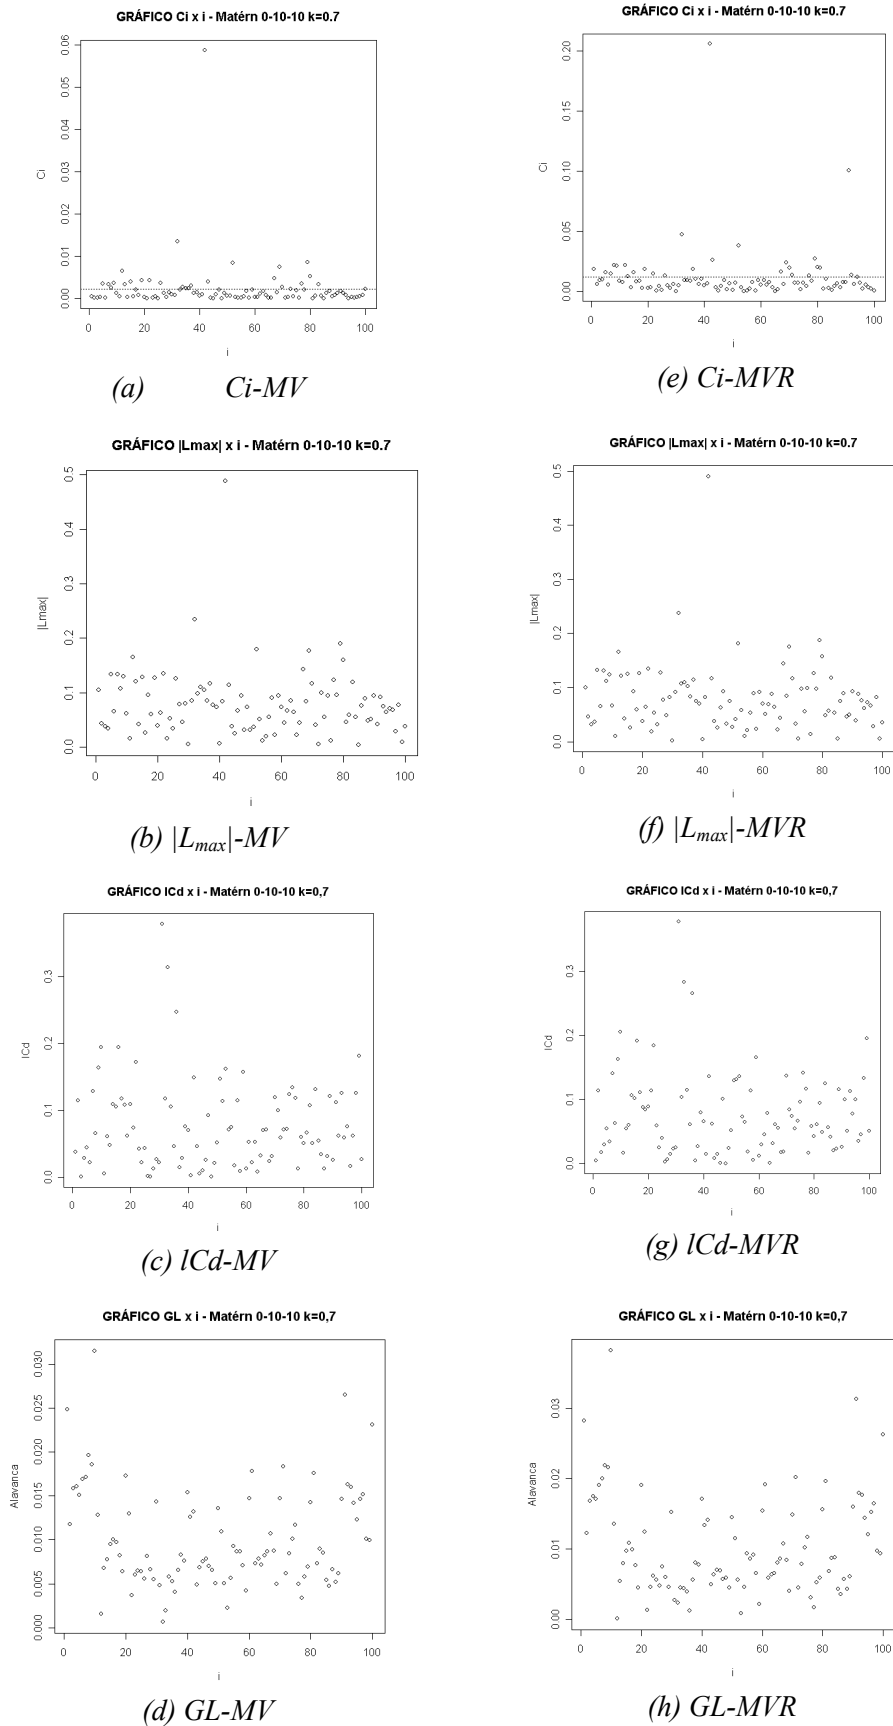 GRÁFICO Ci x i - Matérn 0-10-10 k=0.7
0.06
0.05
0.04
0.03
0.02
0.01
0.00
Ci
0 20 40 60 80 100
i
(a) Ci-MV
GRÁFICO Ci x i - Matérn 0-10-10 k=0.7
0.20
0.15
0.10
0.05
0.00
Ci
0 20 40 60 80 100
i
(e) Ci-MVR
GRÁFICO |Lmax| x i - Matérn 0-10-10 k=0.7
0.5
0.4
0.3
0.2
0.1
0.0
|Lmax|
0 20 40 60 80 100
i
(b) |Lmax|-MV
GRÁFICO |Lmax| x i - Matérn 0-10-10 k=0.7
0.5
0.4
0.3
0.2
0.1
0.0
|Lmax|
0 20 40 60 80 100
i
(f) |Lmax|-MVR
GRÁFICO lCd x i - Matérn 0-10-10 k=0,7
0.3
0.2
0.1
0.0
lCd
0 20 40 60 80 100
i
(c) lCd-MV
GRÁFICO lCd x i - Matérn 0-10-10 k=0,7
0.3
0.2
0.1
0.0
lCd
0 20 40 60 80 100
i
(g) lCd-MVR
GRÁFICO GL x i - Matérn 0-10-10 k=0,7
0.030
0.025
0.020
0.015
0.010
0.005
0.000
Alavanca
0 20 40 60 80 100
i
(d) GL-MV
GRÁFICO GL x i - Matérn 0-10-10 k=0,7
0.03
0.02
0.01
0.00
Alavanca
0 20 40 60 80 100
i
(h) GL-MVR